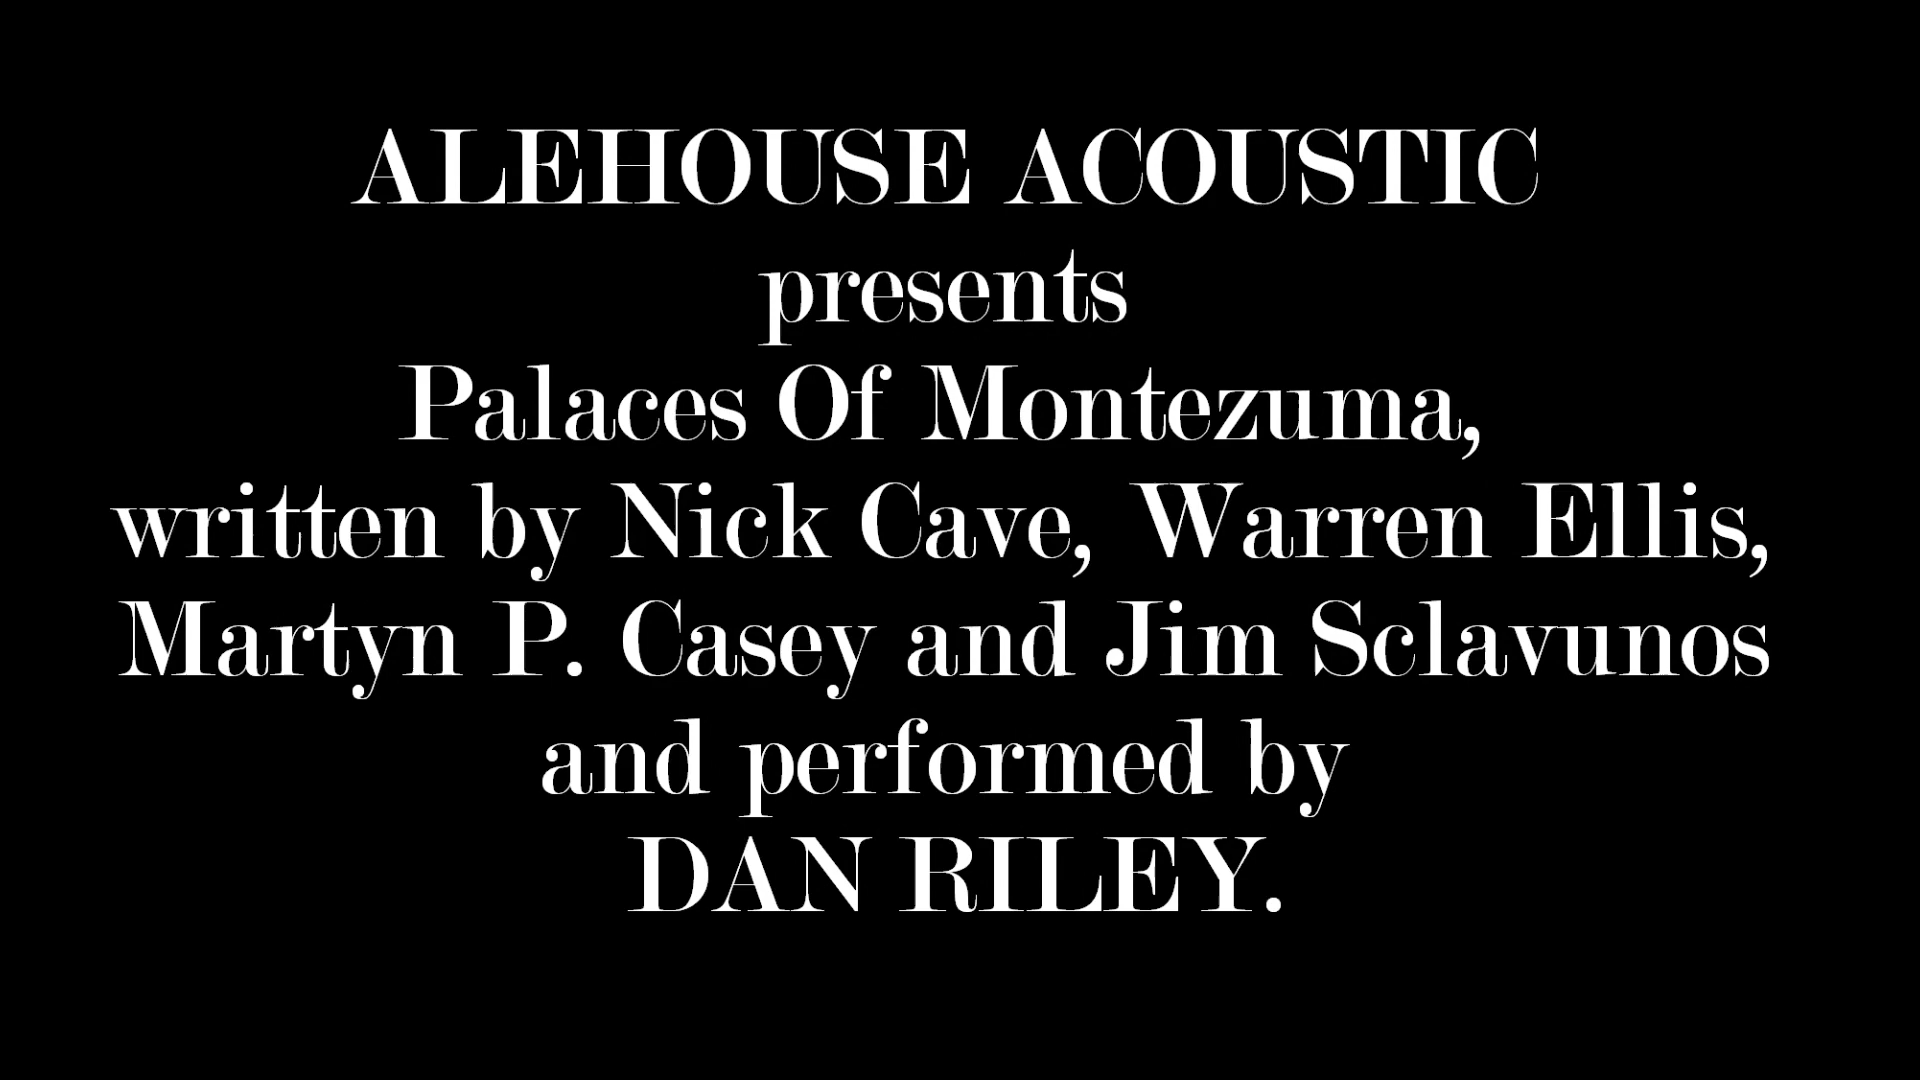 ALEHOUSE ACOUSTIC
presents
Palaces Of Montezuma,
written by Nick Cave, Warren Ellis,
Martyn P. Casey and Jim Sclavunos
and performed by
DAN RILEY.